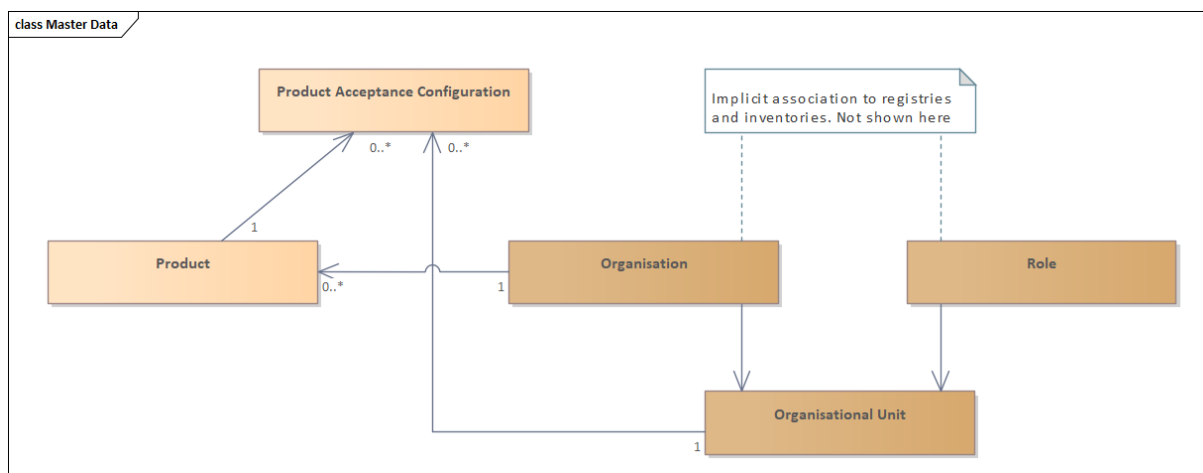 class Master Data
Product Acceptance Configuration
Implicit association to registries
and inventories. Not shown here
0..*
0..*
1
Product
Organisation
Role
0..*
1
Organisational Unit
1